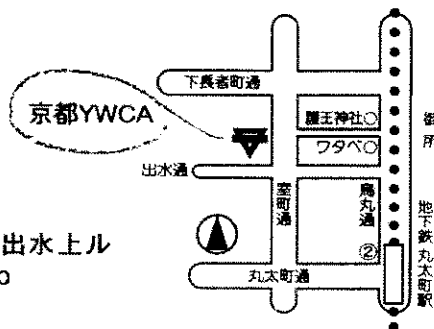 下長者町通
京都YWCA
護王神社○
ワタベ○
御所
出水通
室町通
烏丸通
地下鉄丸太町駅
出水上ル
②
丸太町通